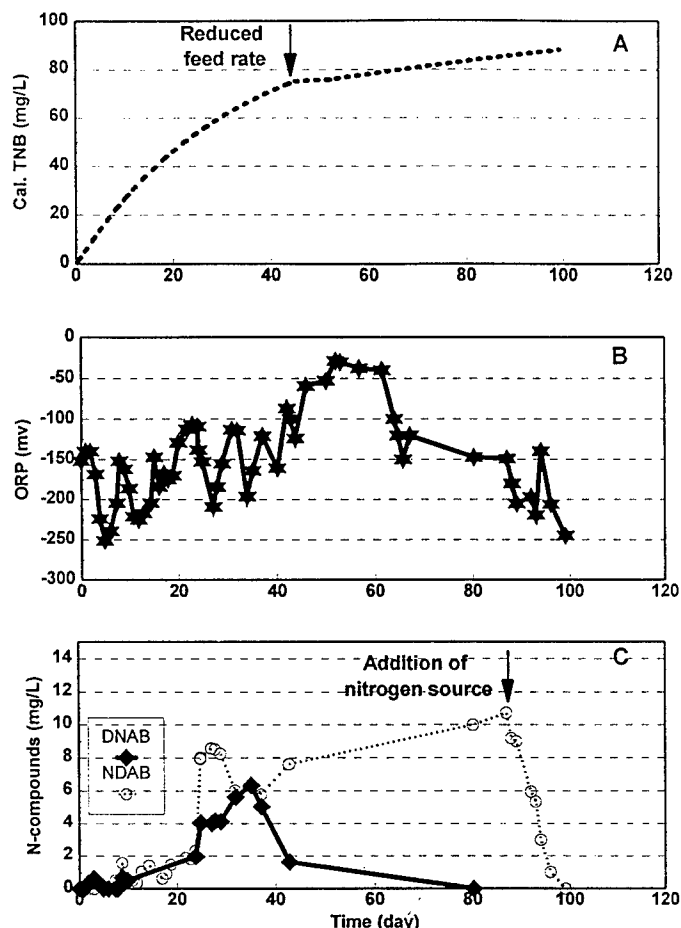 A
Reduced
feed rate
Cal. TNB (mg/L)
100
80
60
40
20
0
0 20 40 60 80 100 120
B
ORP (mv)
0
-50
-100
-150
-200
-250
-300
0 20 40 60 80 100 120
C
Addition of
nitrogen source
N-compounds (mg/L)
14
12
10
8
6
4
2
0
DNAB
NDAB
0 20 40 60 80 100 120
Time (day)